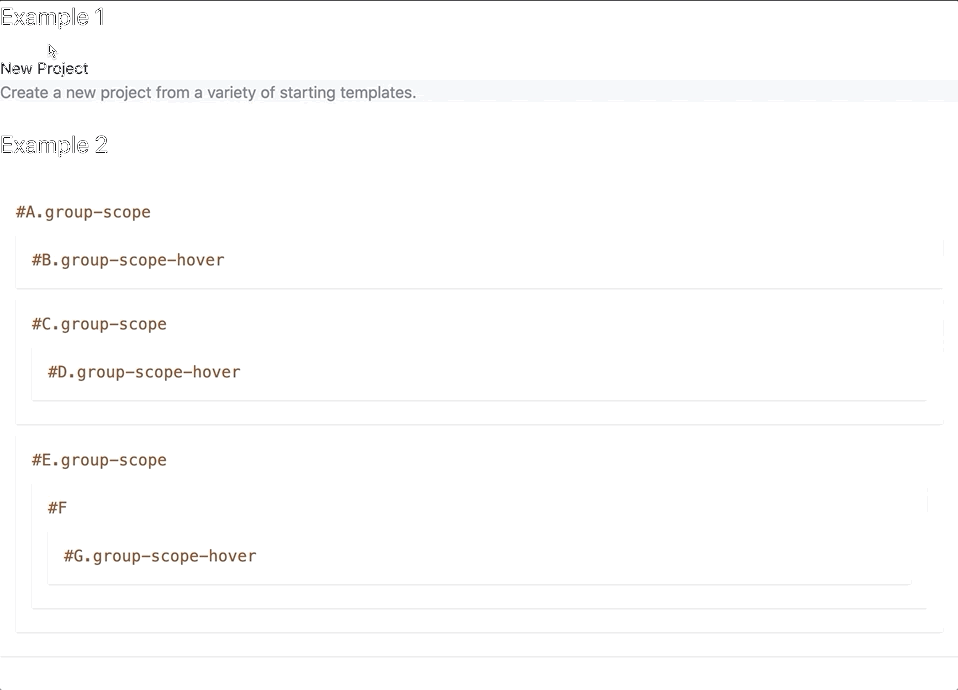 Example 1
New Project
Create a new project from a variety of starting templates.
Example 2
#A.group-scope
#B.group-scope-hover
#C.group-scope
#D.group-scope-hover
#E.group-scope
#F
#G.group-scope-hover